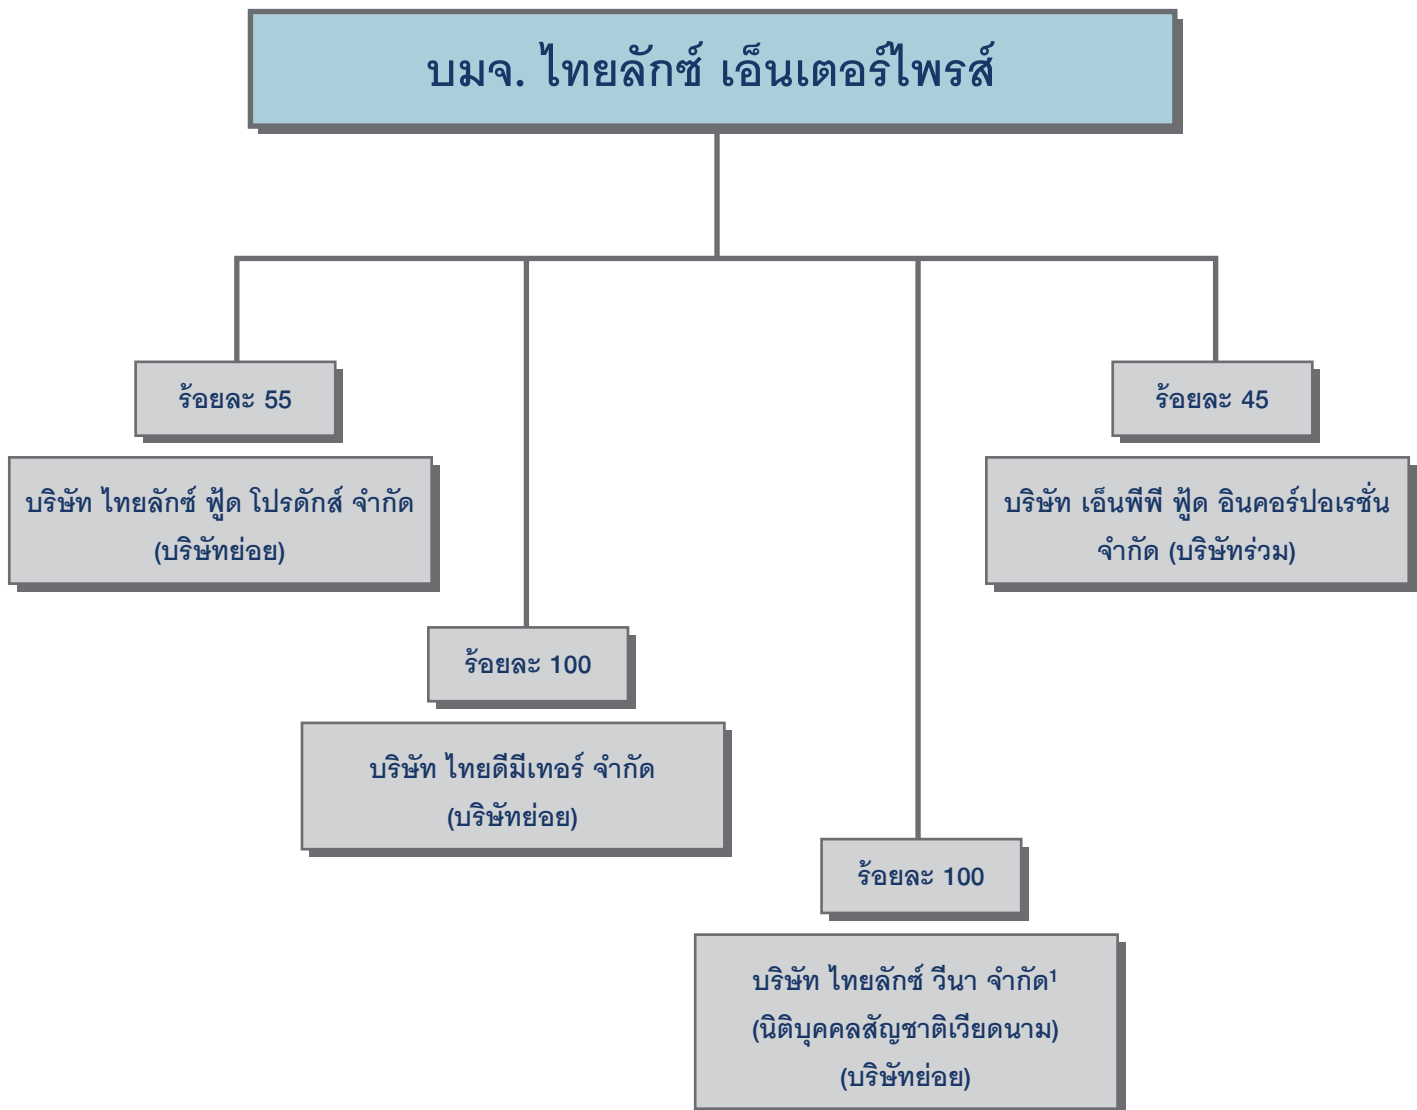 บมจ. ไทยลักซ์ เอ็นเตอร์ไพรส์
ร้อยละ 55
บริษัท ไทยลักซ์ ฟู้ด โปรดักส์ จำกัด
(บริษัทย่อย)
ร้อยละ 45
บริษัท เอ็นพีพี ฟู้ด อินคอร์ปอเรชั่น
จำกัด (บริษัทร่วม)
ร้อยละ 100
บริษัท ไทยดีมีเทอร์ จำกัด
(บริษัทย่อย)
ร้อยละ 100
บริษัท ไทยลักซ์ วีนา จำกัด¹
(นิติบุคคลสัญชาติเวียดนาม)
(บริษัทย่อย)